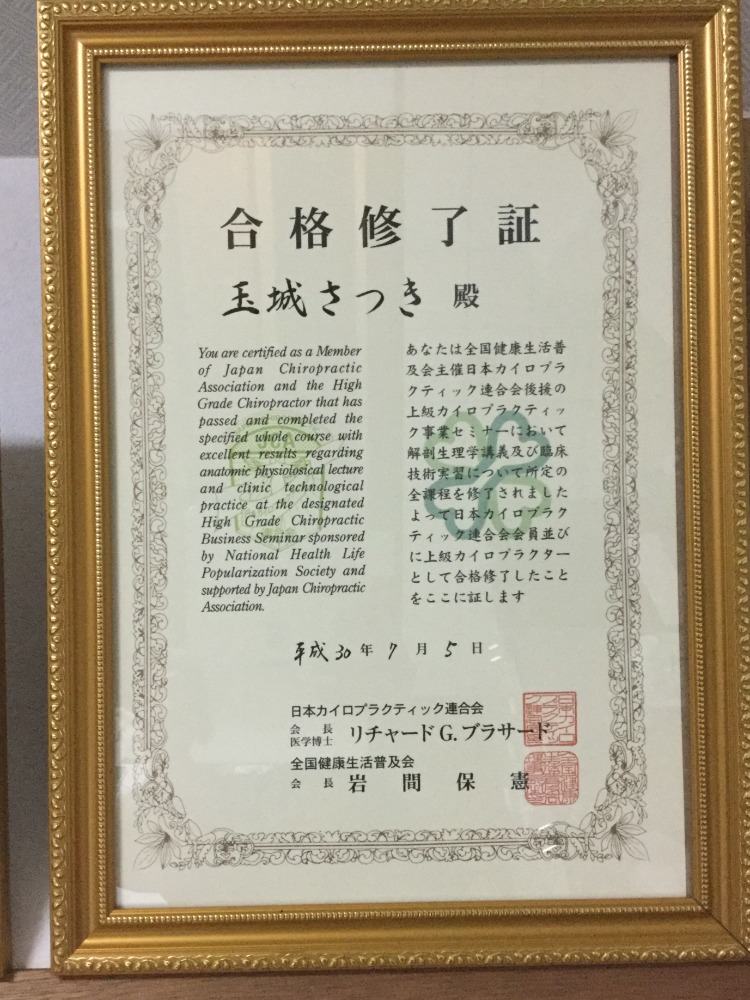 合格修了証
玉城さつき 殿
You are certified as a Member
of Japan Chiropractic
Association and the High
Grade Chiropractor that has
passed and completed the
specified whole course with
excellent results regarding
anatomic physiolosical lecture
and clinic technological
practice at the designated
High Grade Chiropractic
Business Seminar sponsored
by National Health Life
Popularization Society and
supported by Japan Chiropractic
Association.
あなたは全国健康生活普
及会主催日本カイロプラ
クティック連合会後援の
上級カイロプラクティッ
ク事業セミナーにおいて
解剖生理学講義及び臨床
技術実習について所定の
全課程を修了されました
よって日本カイロプラク
ティック連合会会員並び
に上級カイロプラクター
として合格修了したこと
をここに証します
平成30年7月5日
日本カイロプラクティック連合会
会長
医学博士 リチャードG.ブラサード
全国健康生活普及会
会長 岩間保憲